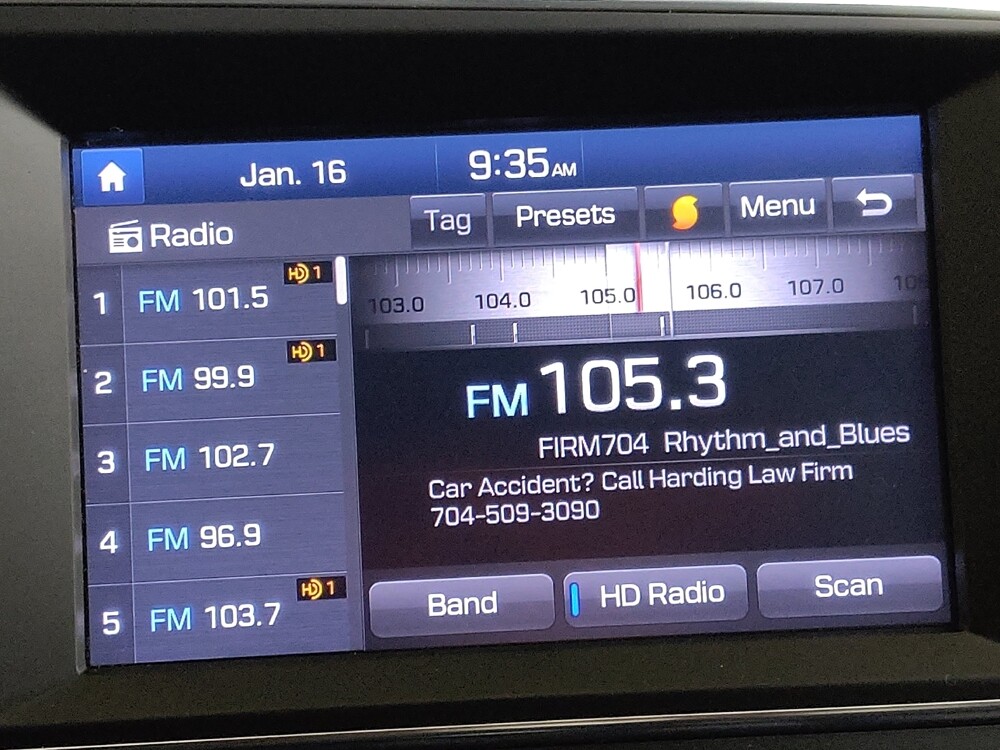 Jan. 16 9:35 AM
Radio Tag Presets Menu
1 FM 101.5 HD 1
2 FM 99.9 HD 1
3 FM 102.7
4 FM 96.9
5 FM 103.7 HD 1
103.0 104.0 105.0 106.0 107.0
FM 105.3
FIRM704 Rhythm_and_Blues
Car Accident? Call Harding Law Firm
704-509-3090
Band HD Radio Scan